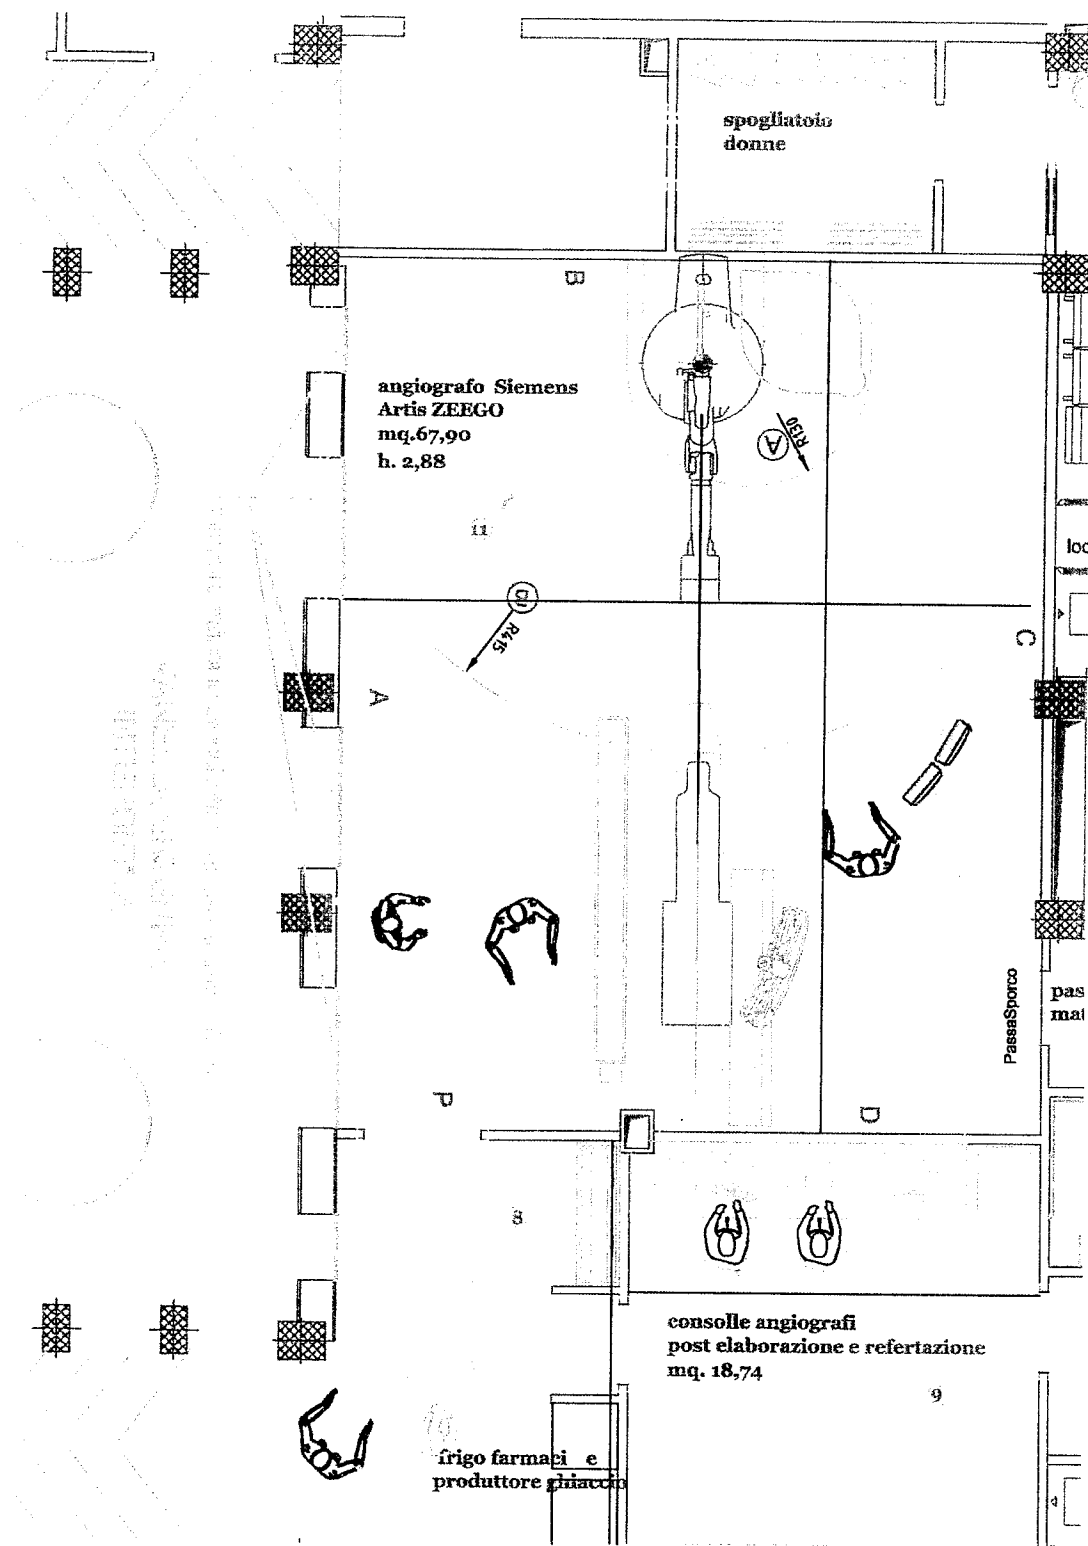 spogliatoio
donne
B
angiografo Siemens
Artis ZEEGO
mq.67,90
h. 2,88
A
R130
11
loc
R415
C
A
PassaSporco
pas
mat
P
D
8
consolle angiografi
post elaborazione e refertazione
mq. 18,74
9
frigo farmaci e
produttore ghiaccio